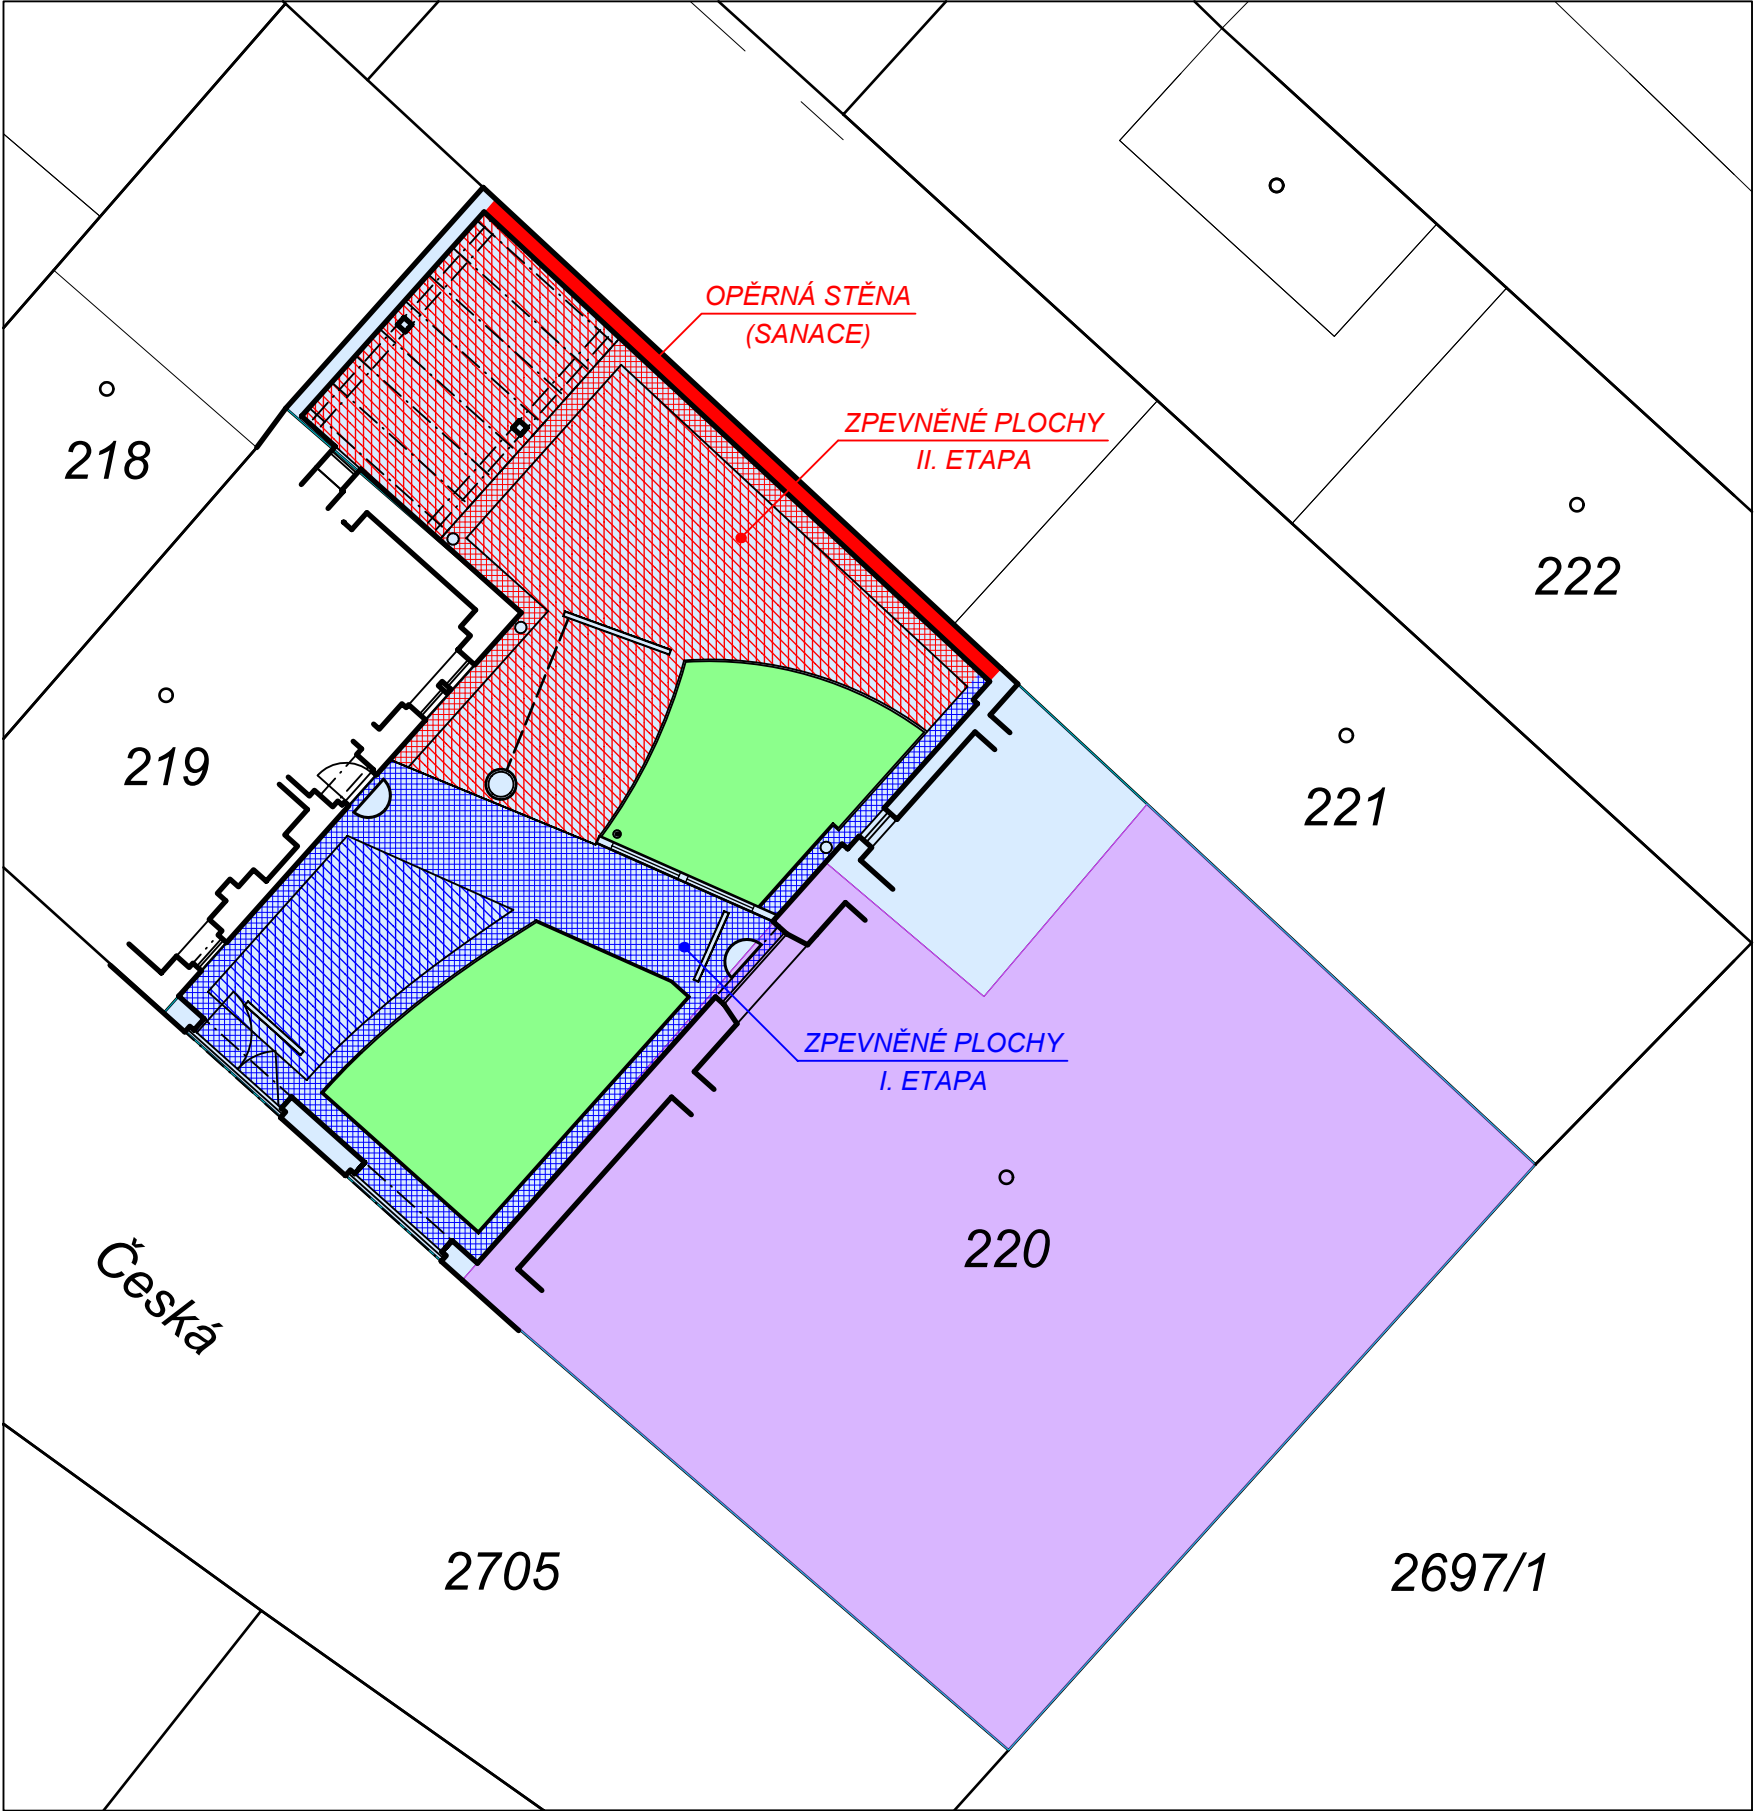 OPĚRNÁ STĚNA
(SANACE)
ZPEVNĚNÉ PLOCHY
II. ETAPA
218
222
219
221
ZPEVNĚNÉ PLOCHY
I. ETAPA
220
Česká
2705
2697/1